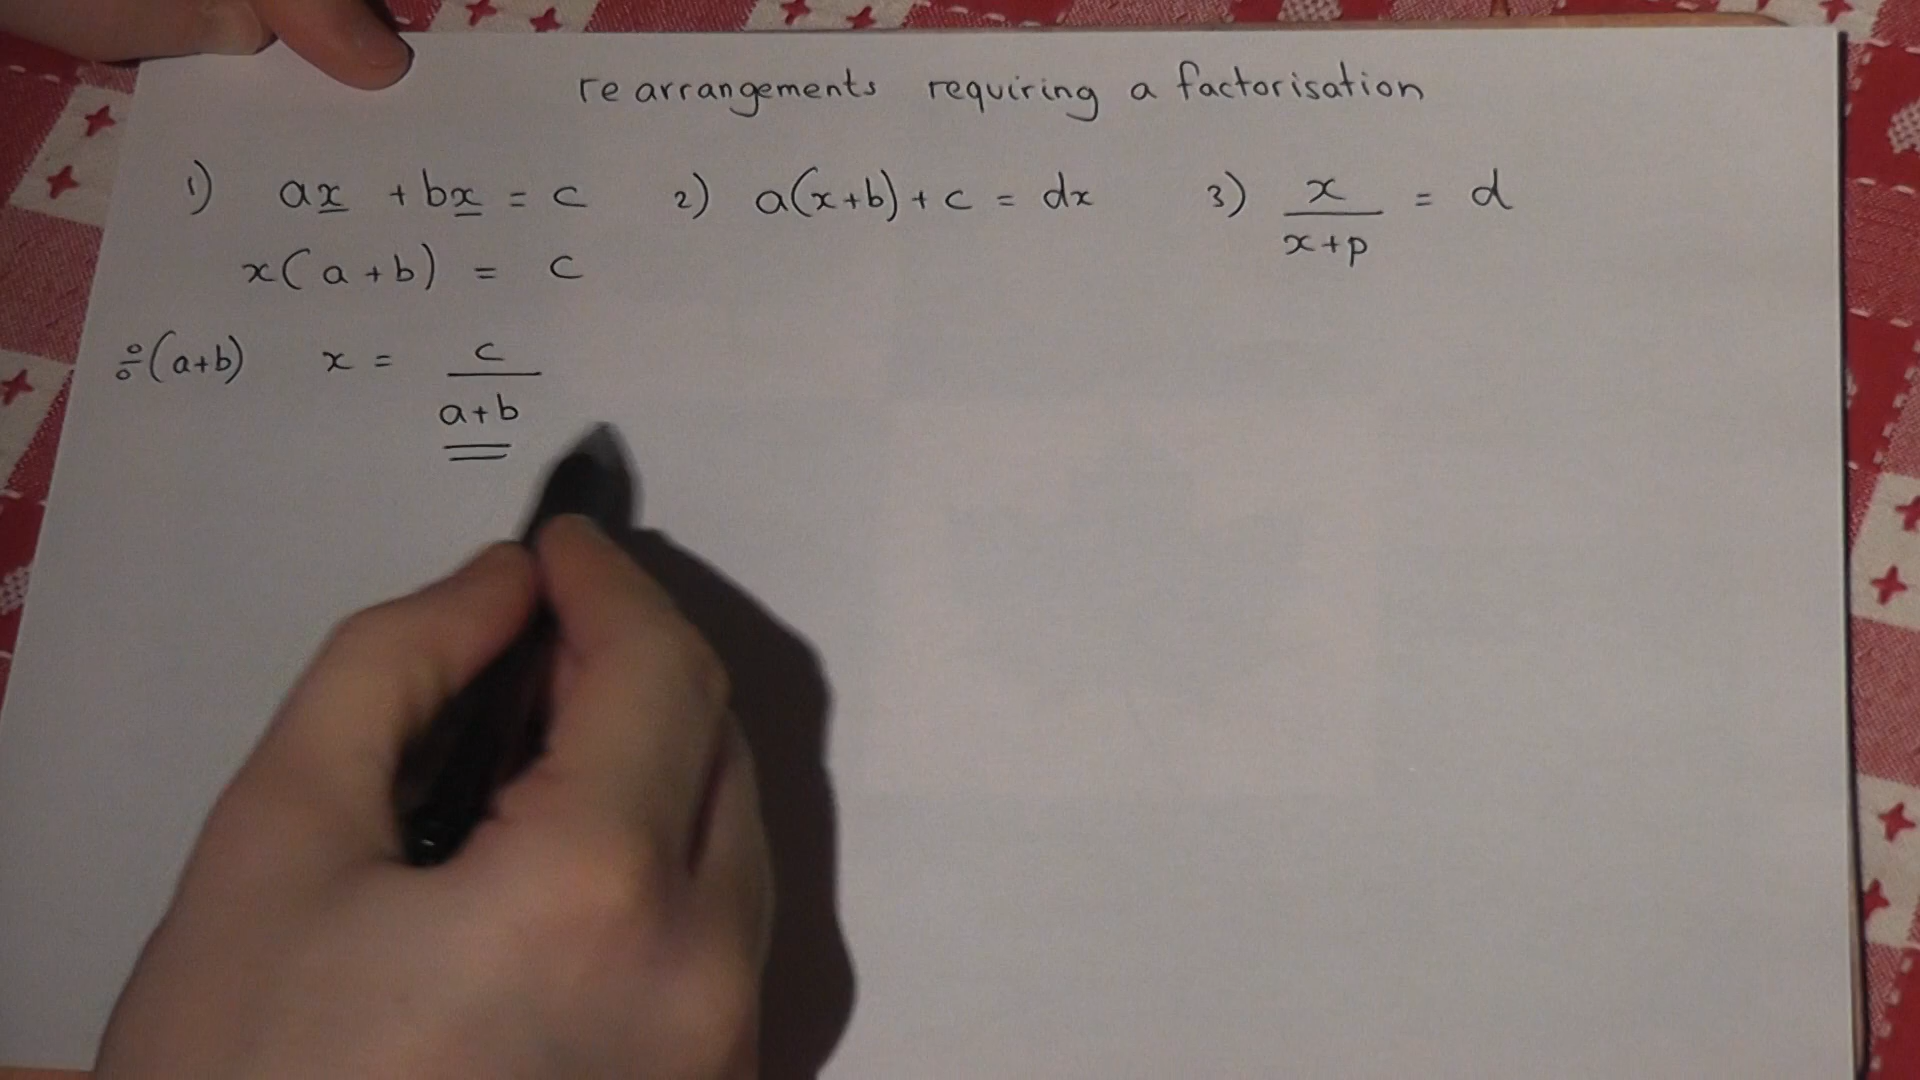 rearrangements requiring a factorisation
1) ax + bx = c 2) a(x+b) + c = dx 3) x/(x+p) = d
x(a+b) = c
÷(a+b) x = c/(a+b)